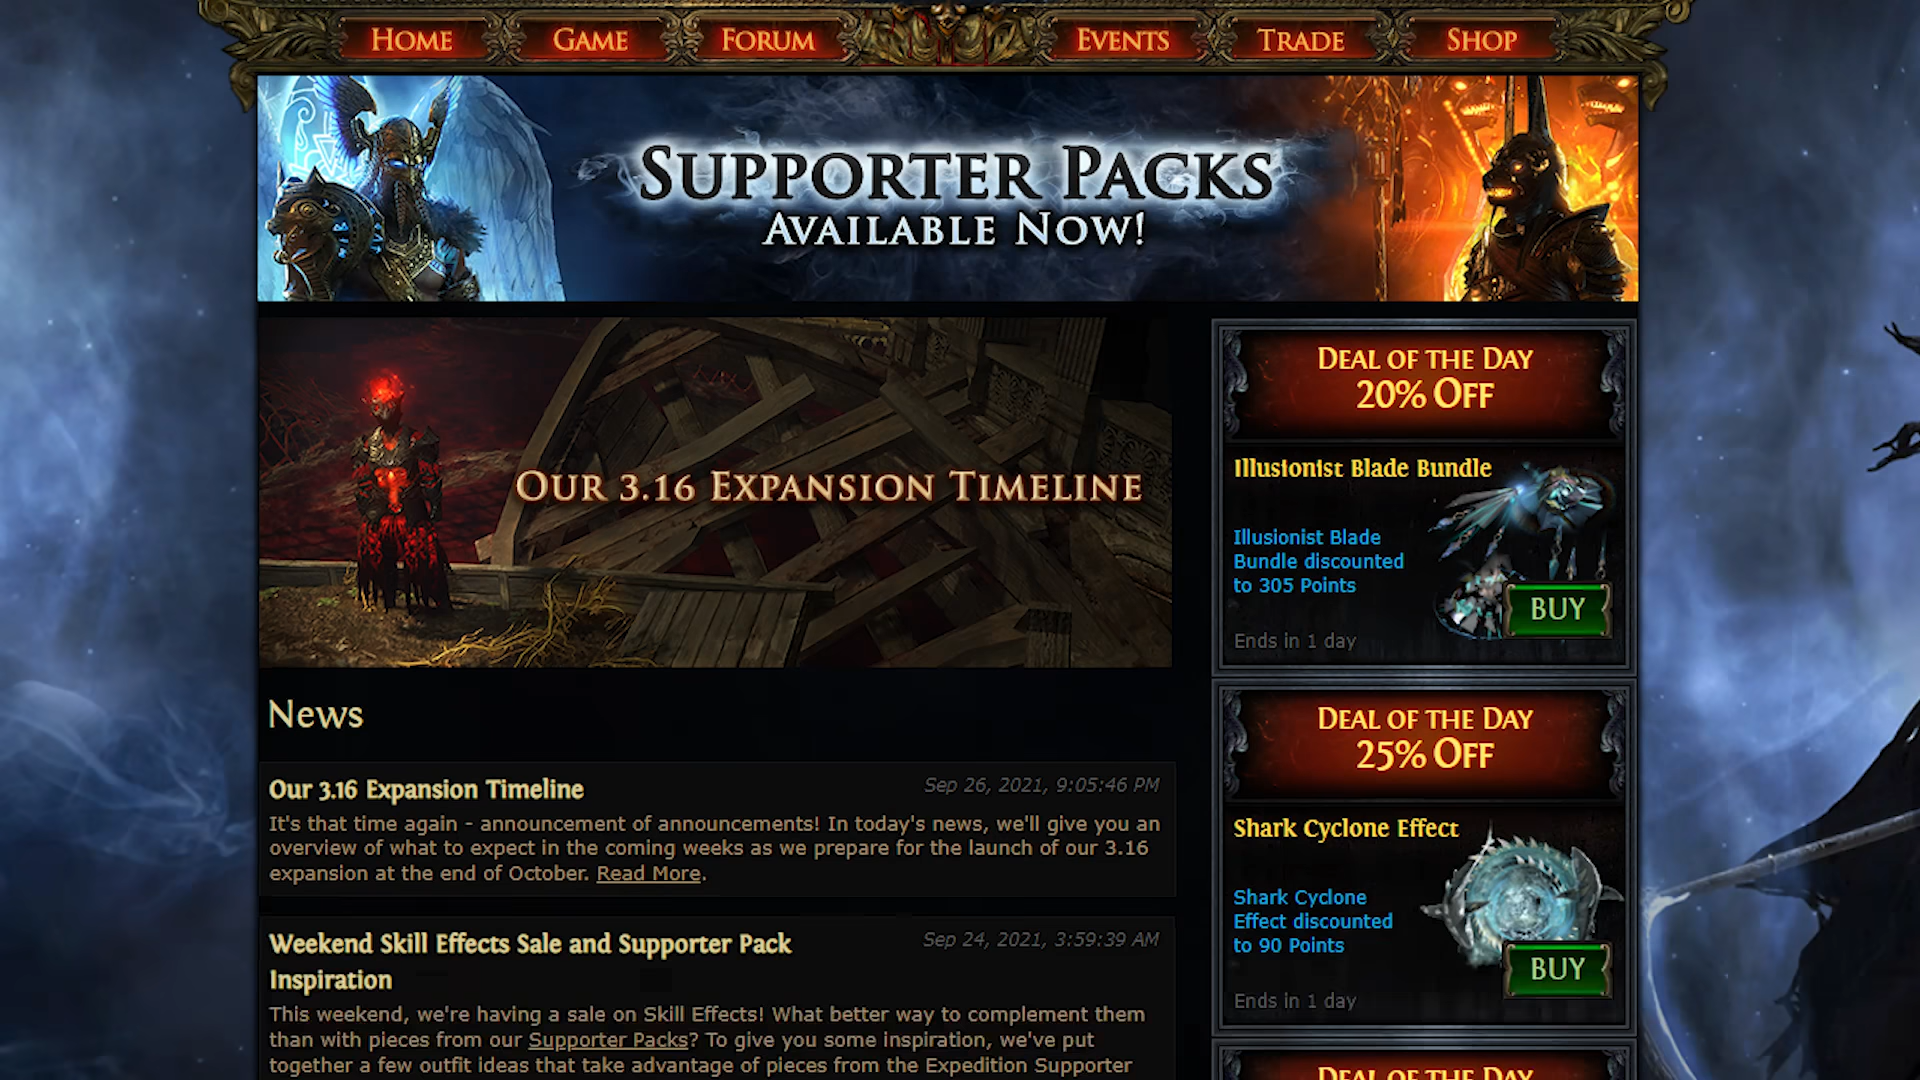 HOME GAME FORUM EVENTS TRADE SHOP
SUPPORTER PACKS
AVAILABLE NOW!
OUR 3.16 EXPANSION TIMELINE
News
Our 3.16 Expansion Timeline
Sep 26, 2021, 9:05:46 PM
It's that time again - announcement of announcements! In today's news, we'll give you an
overview of what to expect in the coming weeks as we prepare for the launch of our 3.16
expansion at the end of October. Read More.
Weekend Skill Effects Sale and Supporter Pack
Inspiration
Sep 24, 2021, 3:59:39 AM
This weekend, we're having a sale on Skill Effects! What better way to complement them
than with pieces from our Supporter Packs? To give you some inspiration, we've put
together a few outfit ideas that take advantage of pieces from the Expedition Supporter
DEAL OF THE DAY
20% OFF
Illusionist Blade Bundle
Illusionist Blade
Bundle discounted
to 305 Points
BUY
Ends in 1 day
DEAL OF THE DAY
25% OFF
Shark Cyclone Effect
Shark Cyclone
Effect discounted
to 90 Points
BUY
Ends in 1 day
DEAL OF THE DAY